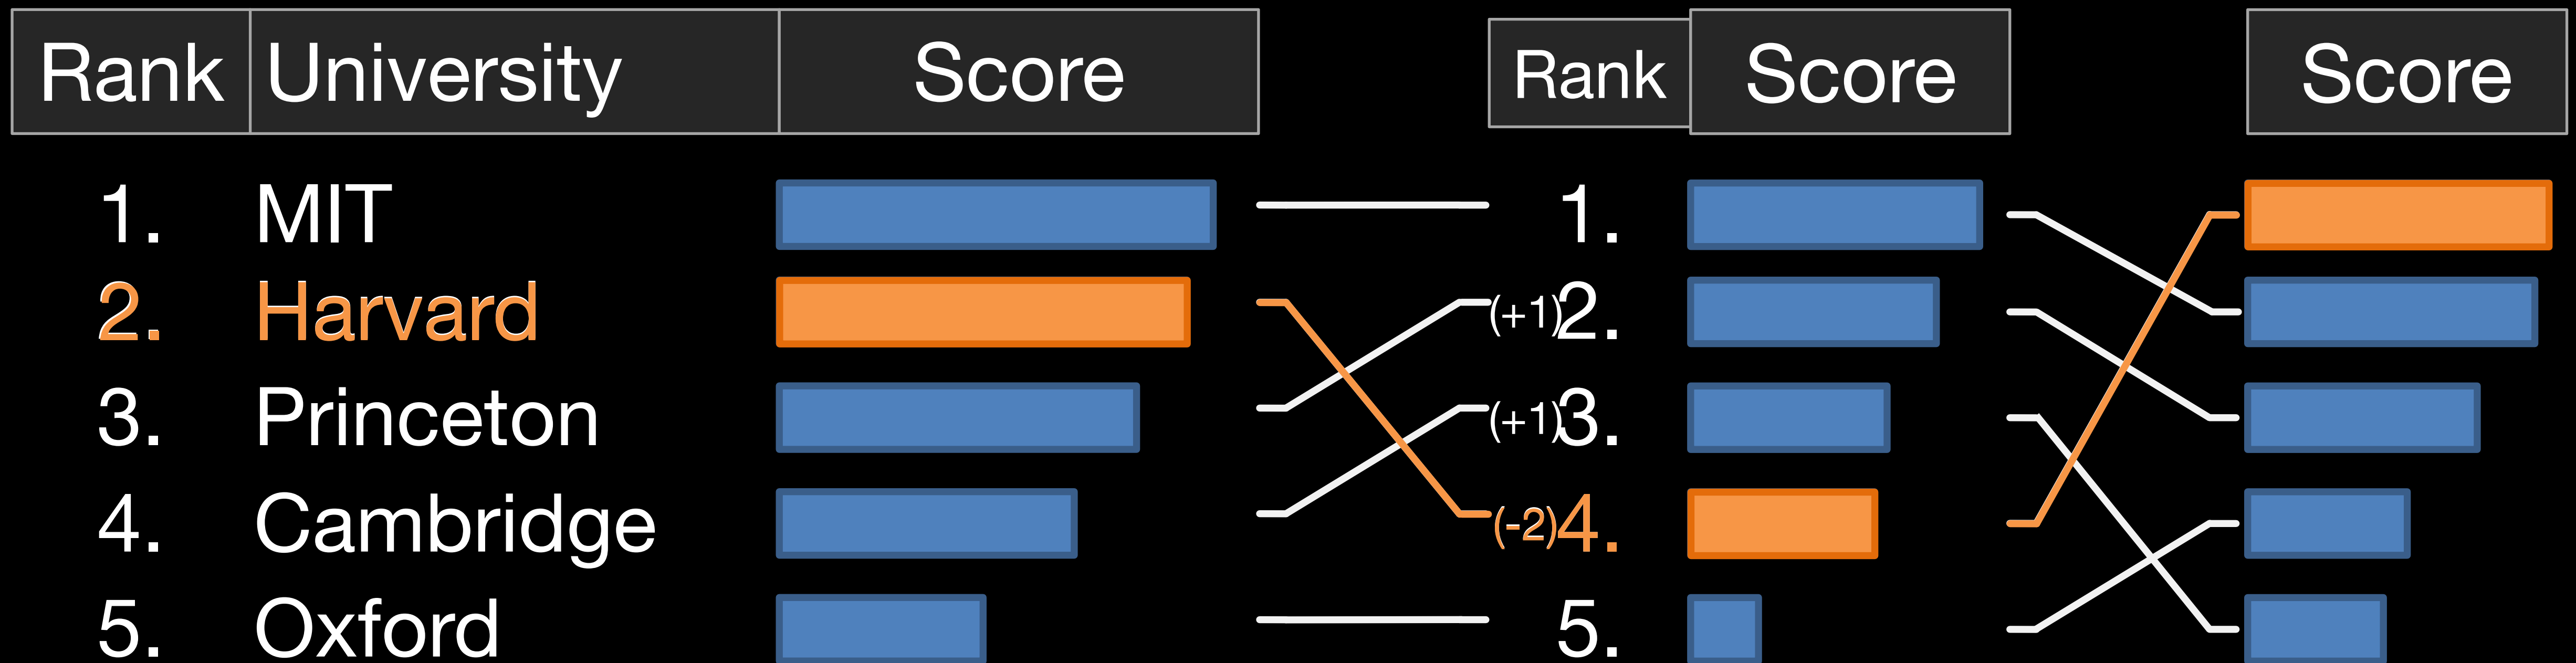 Rank University Score Rank Score Score
1. MIT 1.
2. Harvard (+1) 2.
3. Princeton (+1) 3.
4. Cambridge (-2) 4.
5. Oxford 5.